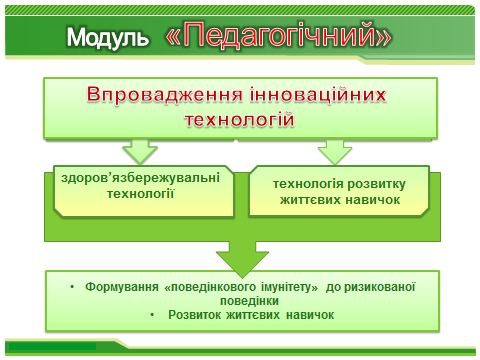 Модуль «Педагогічний»
Впровадження інноваційних
технологій
здоров'язбережувальні
технології
технологія розвитку
життєвих навичок
• Формування «поведінкового імунітету» до ризикованої
поведінки
• Розвиток життєвих навичок